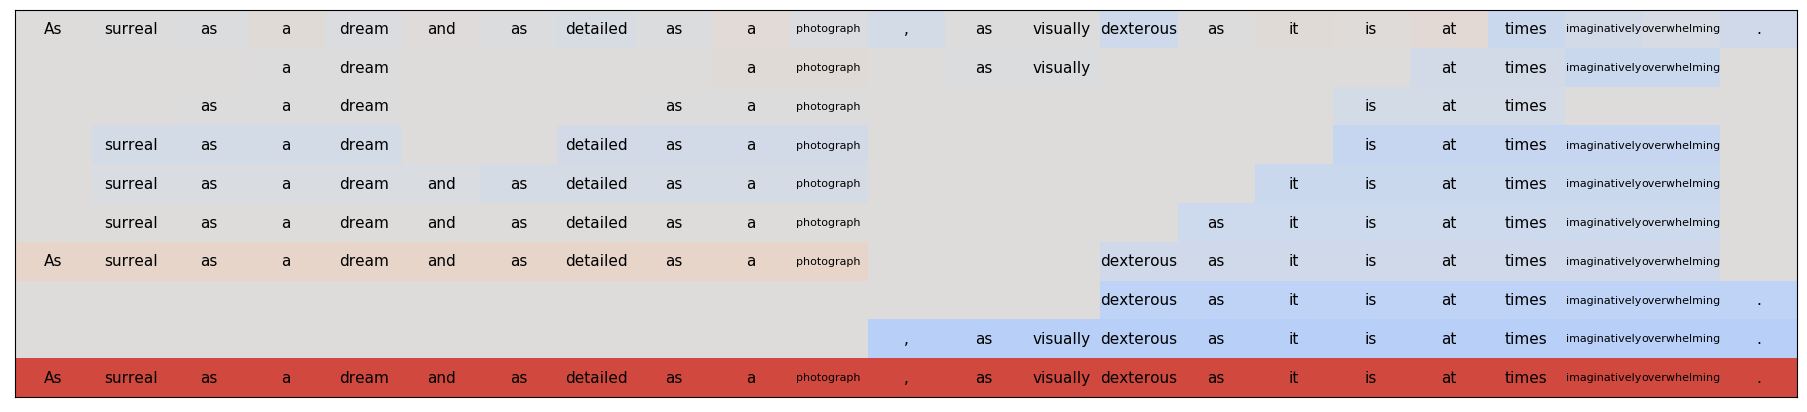 As surreal as a dream and as detailed as a photograph , as visually dexterous as it is at times imaginatively overwhelming .
a dream a photograph as visually at times imaginatively overwhelming
as a dream as a photograph is at times
surreal as a dream detailed as a photograph is at times imaginatively overwhelming
surreal as a dream and as detailed as a photograph it is at times imaginatively overwhelming
surreal as a dream and as detailed as a photograph as it is at times imaginatively overwhelming
As surreal as a dream and as detailed as a photograph dexterous as it is at times imaginatively overwhelming
dexterous as it is at times imaginatively overwhelming .
, as visually dexterous as it is at times imaginatively overwhelming .
As surreal as a dream and as detailed as a photograph , as visually dexterous as it is at times imaginatively overwhelming .